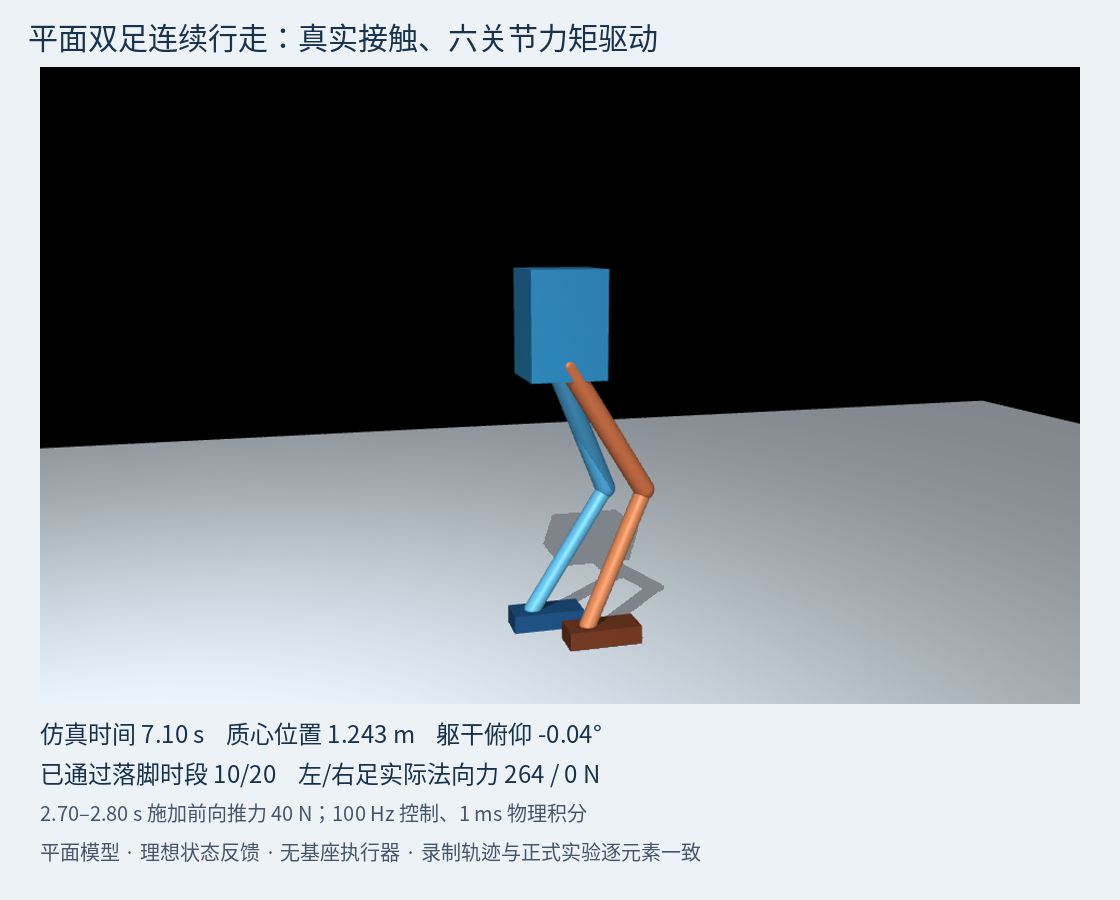 平面双足连续行走：真实接触、六关节力矩驱动
仿真时间 7.10 s　质心位置 1.243 m　躯干俯仰 -0.04°
已通过落脚时段 10/20　左/右足实际法向力 264 / 0 N
2.70–2.80 s 施加前向推力 40 N；100 Hz 控制、1 ms 物理积分
平面模型 · 理想状态反馈 · 无基座执行器 · 录制轨迹与正式实验逐元素一致